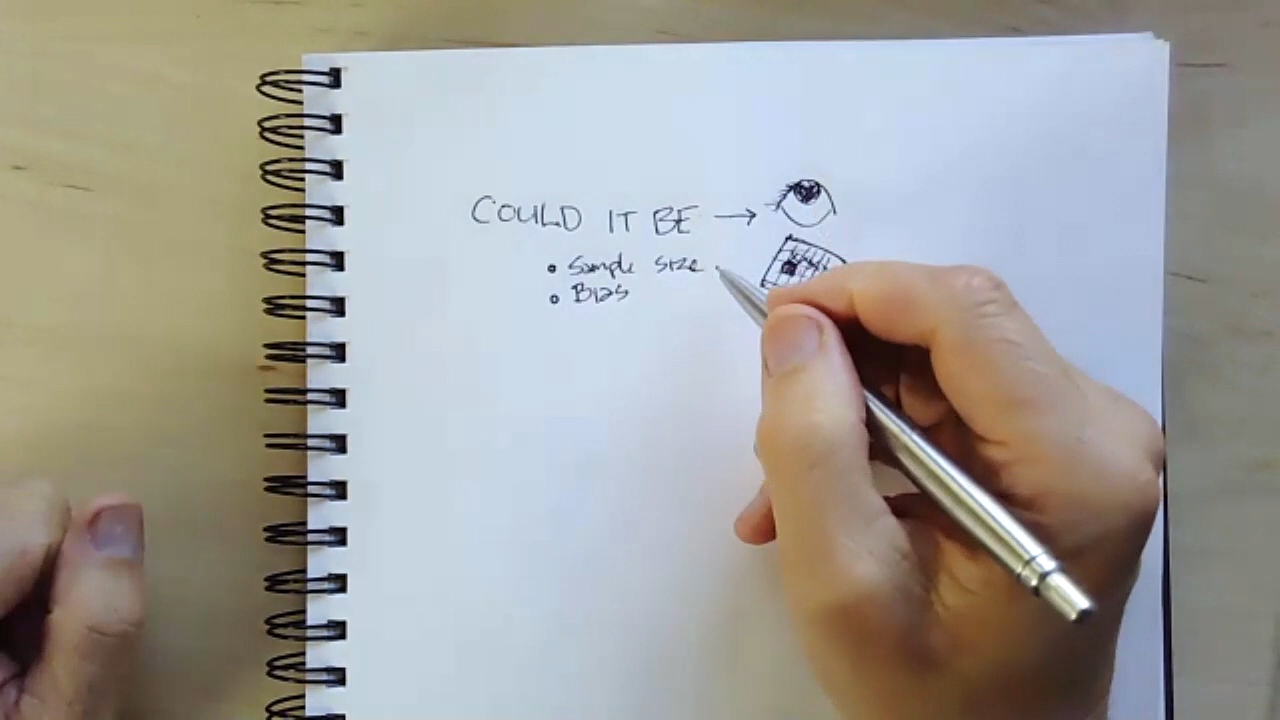 COULD IT BE →
• Sample size
• Bias